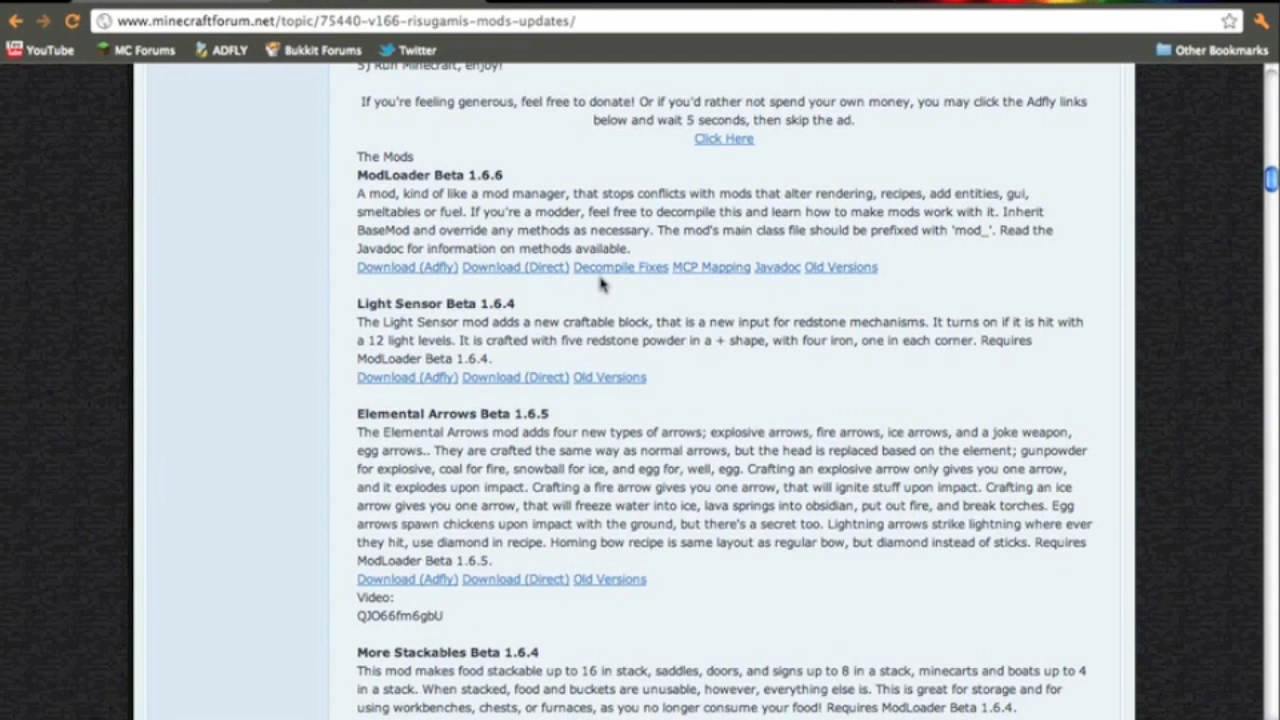 www.minecraftforum.net/topic/75440-v166-risugamis-mods-updates/
YouTube MC Forums ADFLY Bukkit Forums Twitter Other Bookmarks
5) Run Minecraft, enjoy!
If you're feeling generous, feel free to donate! Or if you'd rather not spend your own money, you may click the Adfly links
below and wait 5 seconds, then skip the ad.
Click Here
The Mods
ModLoader Beta 1.6.6
A mod, kind of like a mod manager, that stops conflicts with mods that alter rendering, recipes, add entities, gui,
smeltables or fuel. If you're a modder, feel free to decompile this and learn how to make mods work with it. Inherit
BaseMod and override any methods as necessary. The mod's main class file should be prefixed with 'mod_'. Read the
Javadoc for information on methods available.
Download (Adfly) Download (Direct) Decompile Fixes MCP Mapping Javadoc Old Versions
Light Sensor Beta 1.6.4
The Light Sensor mod adds a new craftable block, that is a new input for redstone mechanisms. It turns on if it is hit with
a 12 light levels. It is crafted with five redstone powder in a + shape, with four iron, one in each corner. Requires
ModLoader Beta 1.6.4.
Download (Adfly) Download (Direct) Old Versions
Elemental Arrows Beta 1.6.5
The Elemental Arrows mod adds four new types of arrows; explosive arrows, fire arrows, ice arrows, and a joke weapon,
egg arrows.. They are crafted the same way as normal arrows, but the head is replaced based on the element; gunpowder
for explosive, coal for fire, snowball for ice, and egg for, well, egg. Crafting an explosive arrow only gives you one arrow,
and it explodes upon impact. Crafting a fire arrow gives you one arrow, that will ignite stuff upon impact. Crafting an ice
arrow gives you one arrow, that will freeze water into ice, lava springs into obsidian, put out fire, and break torches. Egg
arrows spawn chickens upon impact with the ground, but there's a secret too. Lightning arrows strike lightning where ever
they hit, use diamond in recipe. Homing bow recipe is same layout as regular bow, but diamond instead of sticks. Requires
ModLoader Beta 1.6.5.
Download (Adfly) Download (Direct) Old Versions
Video:
QJO66fm6gbU
More Stackables Beta 1.6.4
This mod makes food stackable up to 16 in stack, saddles, doors, and signs up to 8 in a stack, minecarts and boats up to 4
in a stack. When stacked, food and buckets are unusable, however, everything else is. This is great for storage and for
using workbenches, chests, or furnaces, as you no longer consume your food! Requires ModLoader Beta 1.6.4.